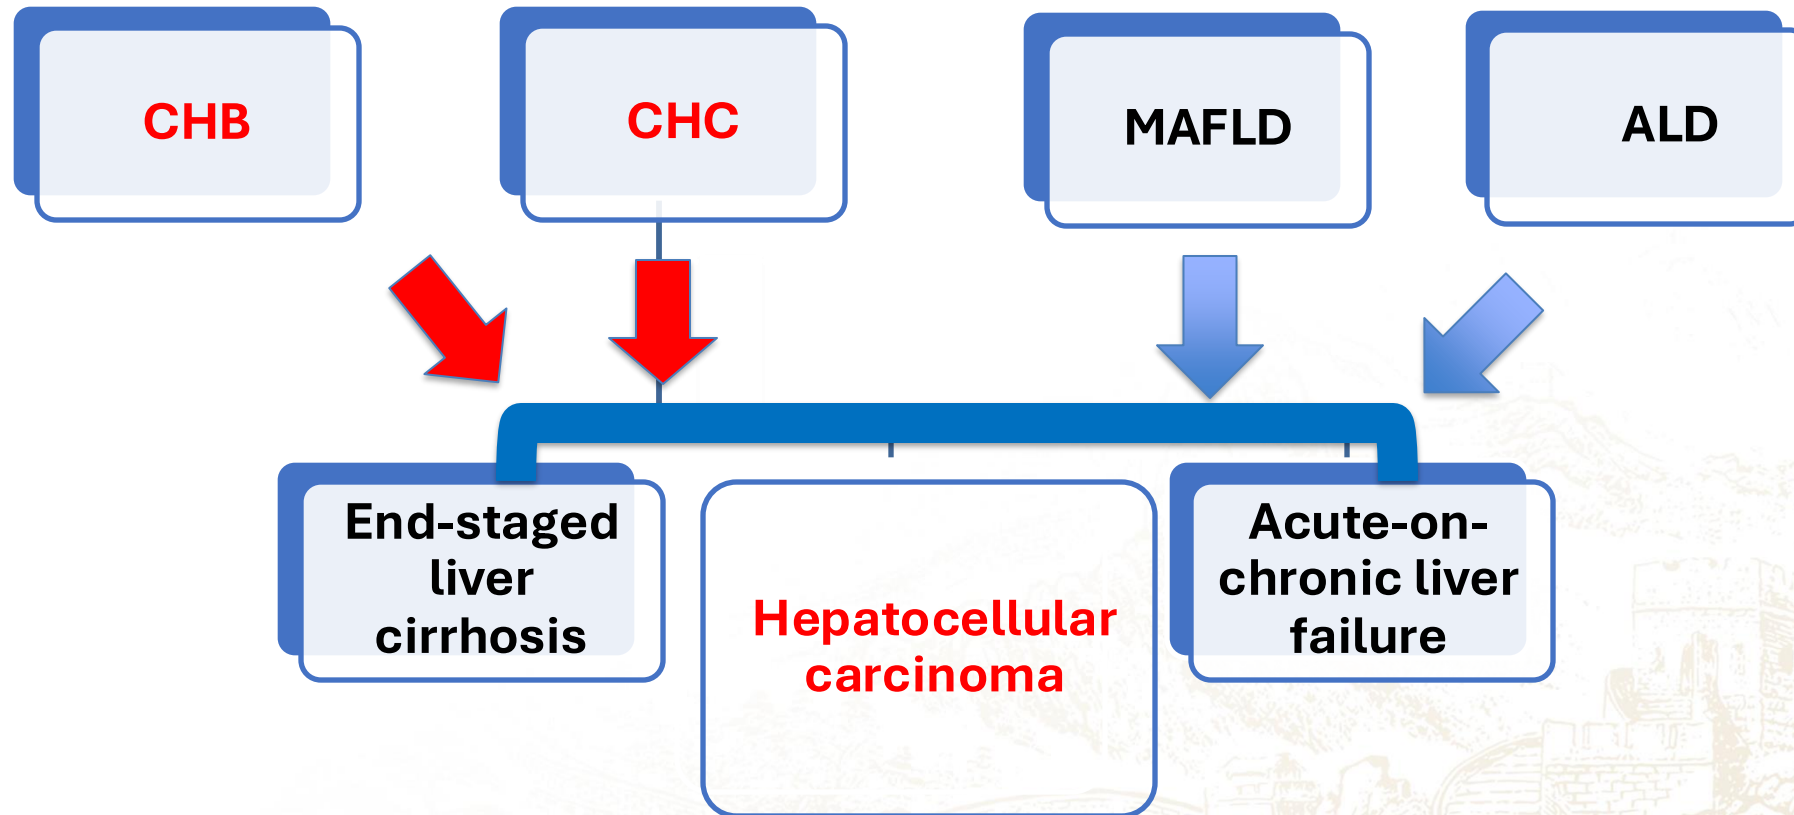 CHB
CHC
MAFLD
ALD
End-staged
liver
cirrhosis
Hepatocellular
carcinoma
Acute-on-
chronic liver
failure